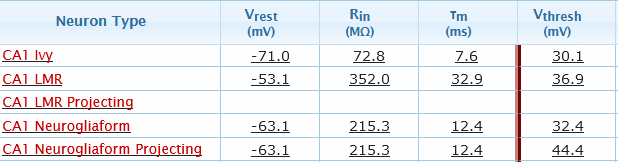 Neuron Type Vrest (mV) Rin (MΩ) τm (ms) Vthresh (mV)
CA1 Ivy -71.0 72.8 7.6 30.1
CA1 LMR -53.1 352.0 32.9 36.9
CA1 LMR Projecting
CA1 Neurogliaform -63.1 215.3 12.4 32.4
CA1 Neurogliaform Projecting -63.1 215.3 12.4 44.4